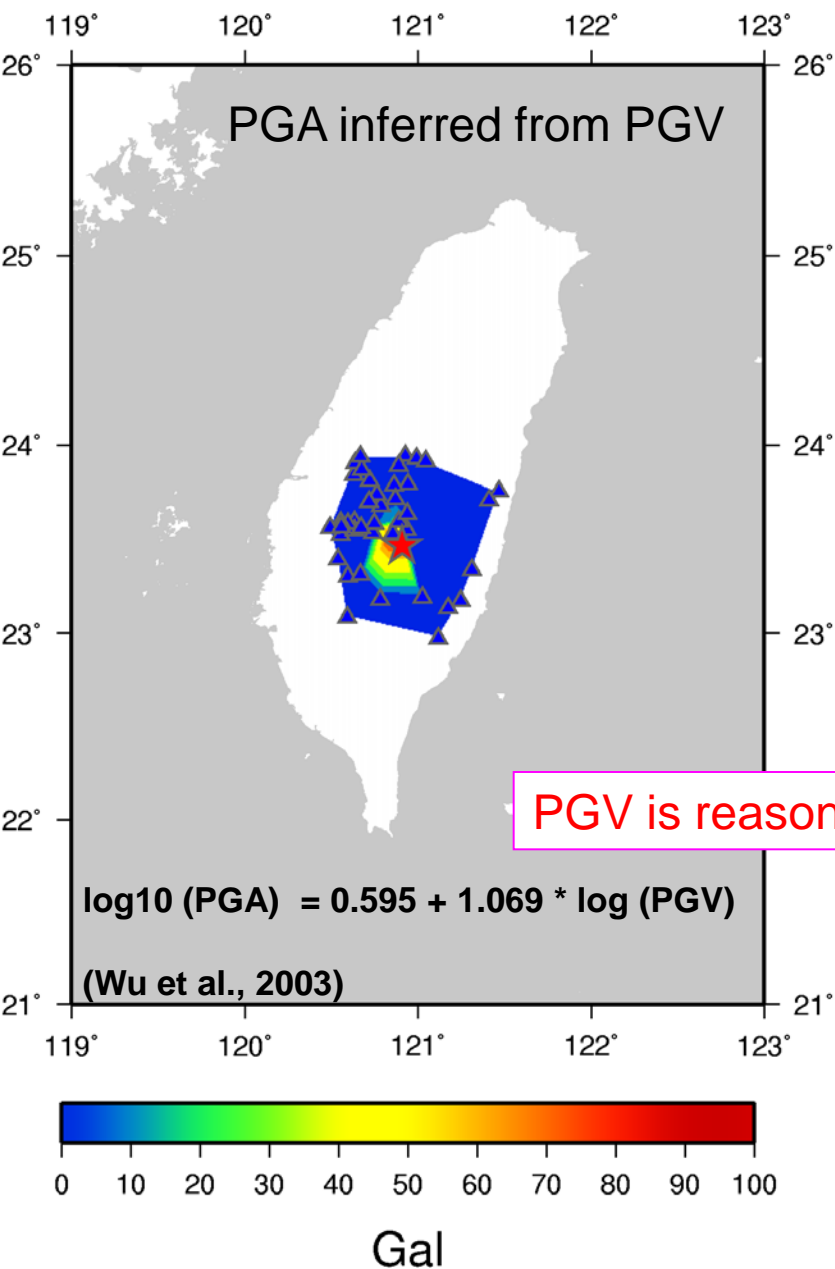 119° 120° 121° 122° 123°
26° 26°
PGA inferred from PGV
25° 25°
24° 24°
23° 23°
22°
PGV is reason
log10 (PGA) = 0.595 + 1.069 * log (PGV)
(Wu et al., 2003)
21° 21°
119° 120° 121° 122° 123°
0 10 20 30 40 50 60 70 80 90 100
Gal